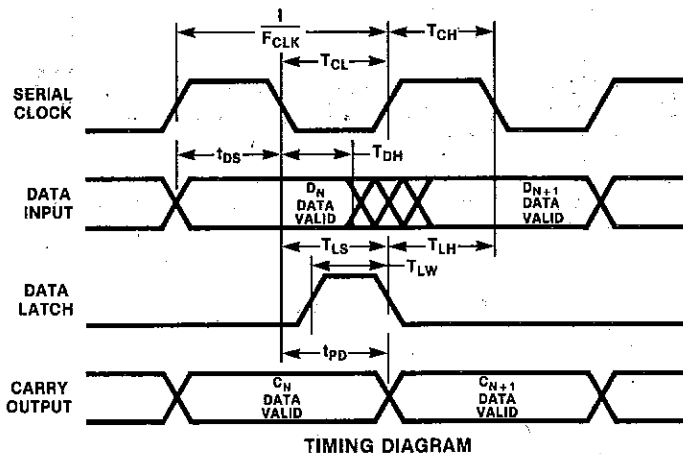 1
F_CLK
T_CH
T_CL
SERIAL
CLOCK
t_DS
T_DH
DATA
INPUT
D_N
DATA
VALID
D_N+1
DATA
VALID
T_LS
T_LH
T_LW
DATA
LATCH
t_PD
CARRY
OUTPUT
C_N
DATA
VALID
C_N+1
DATA
VALID
TIMING DIAGRAM